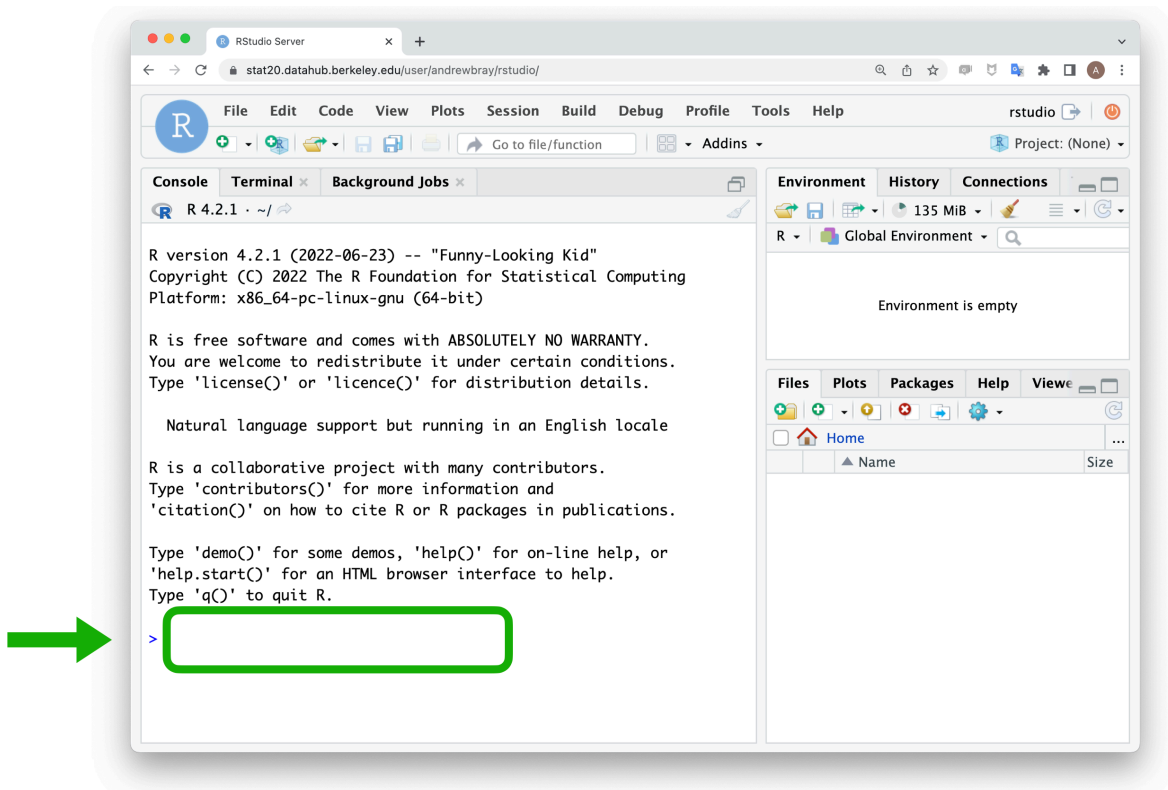 RStudio Server
stat20.datahub.berkeley.edu/user/andrewbray/rstudio/
A
R
File Edit Code View Plots Session Build Debug Profile Tools Help
rstudio
Go to file/function
Addins
Project: (None)
Console Terminal Background Jobs
R 4.2.1 · ~/
R version 4.2.1 (2022-06-23) -- "Funny-Looking Kid"
Copyright (C) 2022 The R Foundation for Statistical Computing
Platform: x86_64-pc-linux-gnu (64-bit)
R is free software and comes with ABSOLUTELY NO WARRANTY.
You are welcome to redistribute it under certain conditions.
Type 'license()' or 'licence()' for distribution details.
Natural language support but running in an English locale
R is a collaborative project with many contributors.
Type 'contributors()' for more information and
'citation()' on how to cite R or R packages in publications.
Type 'demo()' for some demos, 'help()' for on-line help, or
'help.start()' for an HTML browser interface to help.
Type 'q()' to quit R.
>
Environment History Connections
135 MiB
R Global Environment
Environment is empty
Files Plots Packages Help Viewe
Home ...
Name Size